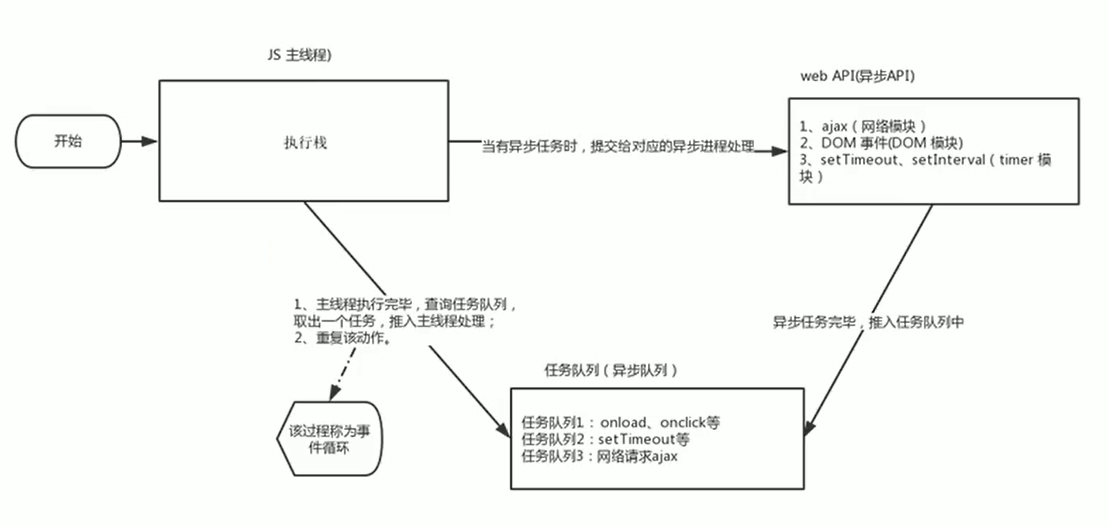 JS 主线程)
web API(异步API)
开始
执行栈
当有异步任务时，提交给对应的异步进程处理
1、ajax（网络模块）
2、DOM 事件(DOM 模块)
3、setTimeout、setInterval（timer 模
块）
1、主线程执行完毕，查询任务队列，
取出一个任务，推入主线程处理；
2、重复该动作。
异步任务完毕，推入任务队列中
该过程称为事
件循环
任务队列（异步队列）
任务队列1： onload、onclick等
任务队列2：setTimeout等
任务队列3：网络请求ajax